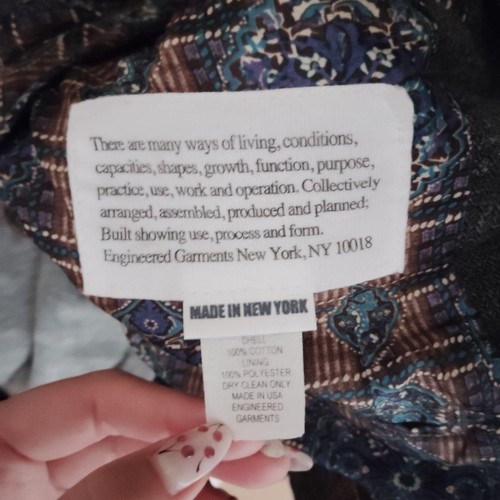 There are many ways of living, conditions,
capacities, shapes, growth, function, purpose,
practice, use, work and operation. Collectively
arranged, assembled, produced and planned;
Built showing use, process and form.
Engineered Garments New York, NY 10018
MADE IN NEW YORK
SHELL
100% COTTON
LINING
100% POLYESTER
DRY CLEAN ONLY
MADE IN USA
ENGINEERED
GARMENTS